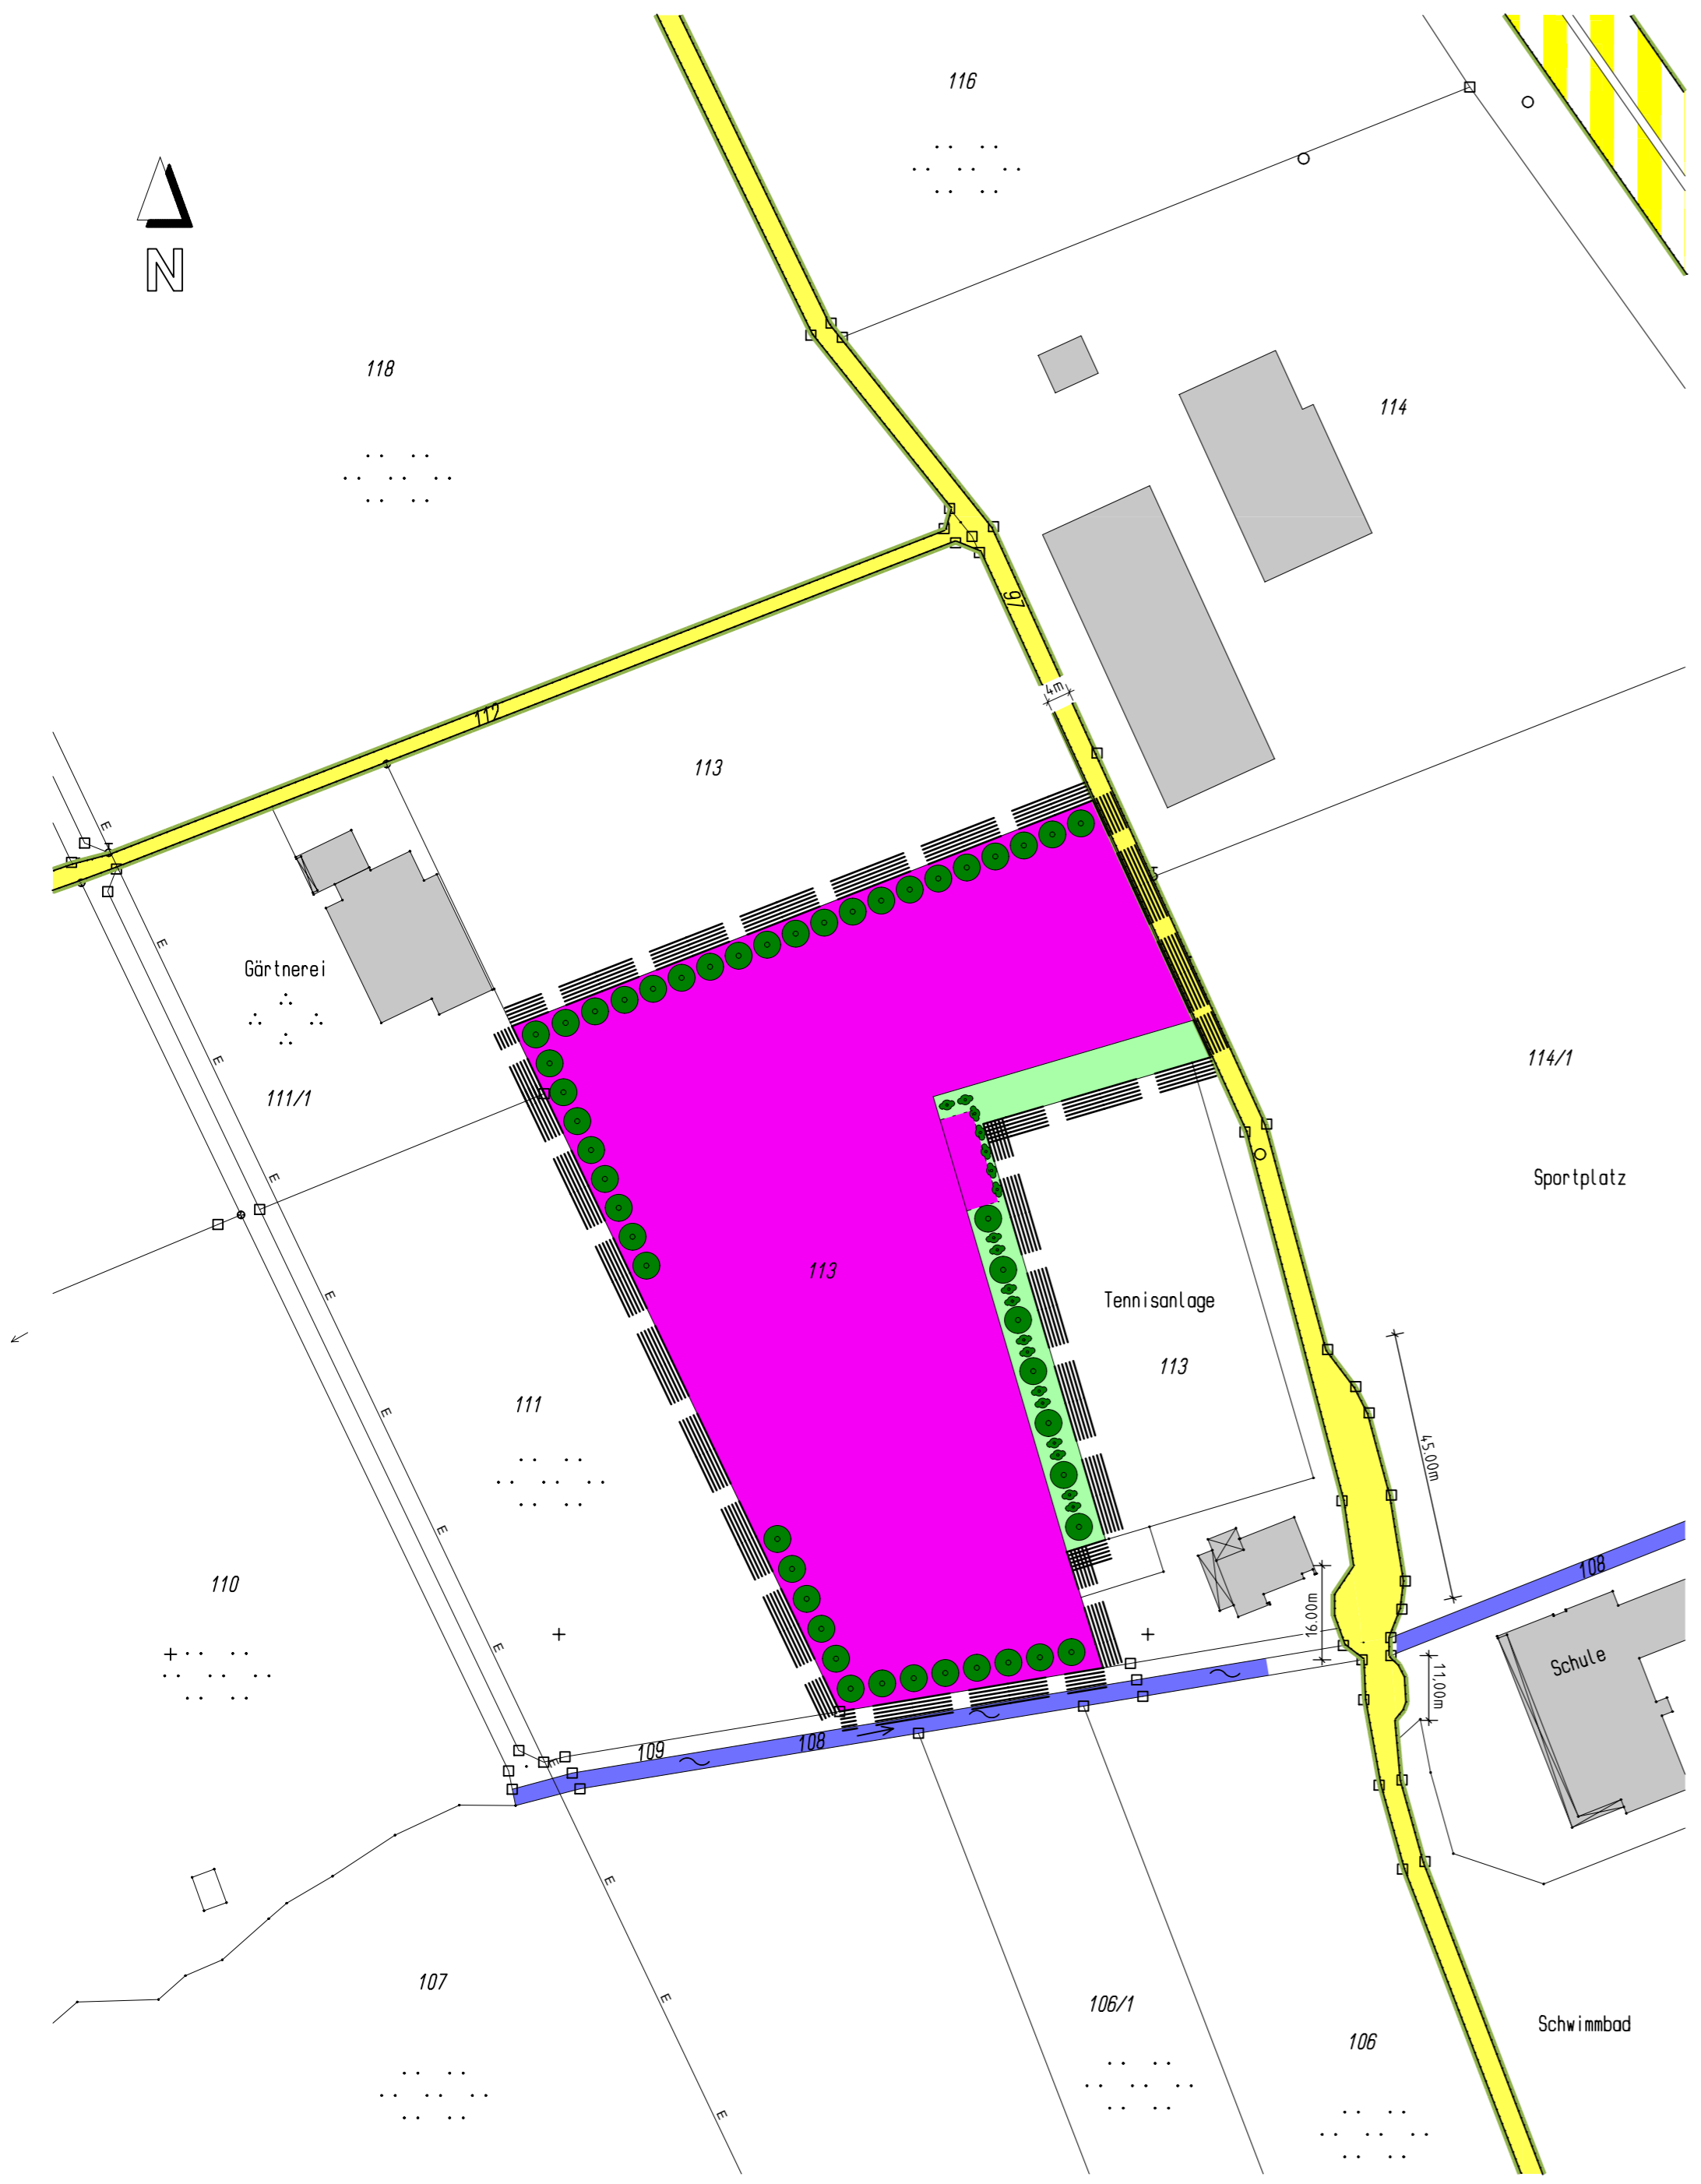 116
N
118
114
97
4m
112
113
5
Gärtnerei
114/1
111/1
Sportplatz
113
Tennisanlage
113
111
45.00m
110
108
16.00m
Schule
11,00m
109
108
107
106/1
Schwimmbad
106
E
E
E
E
E
E
E
E
E
E
E
E
E